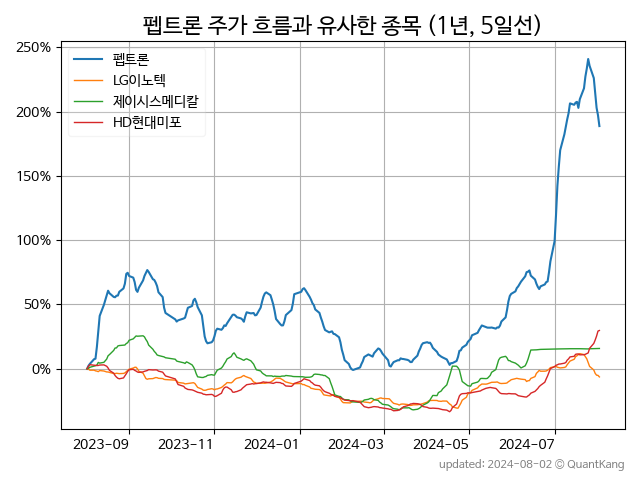 펩트론 주가 흐름과 유사한 종목 (1년, 5일선)
250%
200%
150%
100%
50%
0%
펩트론
LG이노텍
제이시스메디칼
HD현대미포
2023-09
2023-11
2024-01
2024-03
2024-05
2024-07
updated: 2024-08-02 © QuantKang